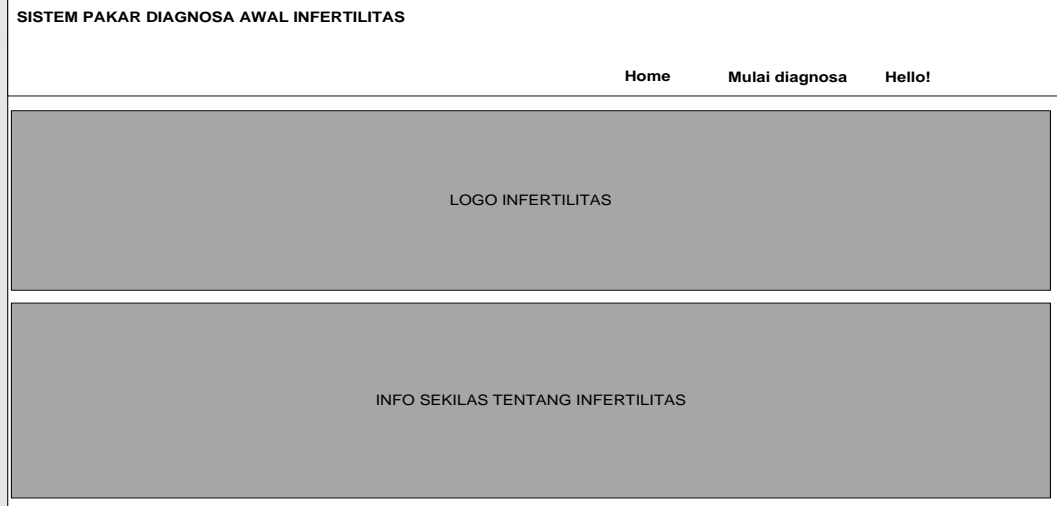 SISTEM PAKAR DIAGNOSA AWAL INFERTILITAS
Home Mulai diagnosa Hello!
LOGO INFERTILITAS
INFO SEKILAS TENTANG INFERTILITAS